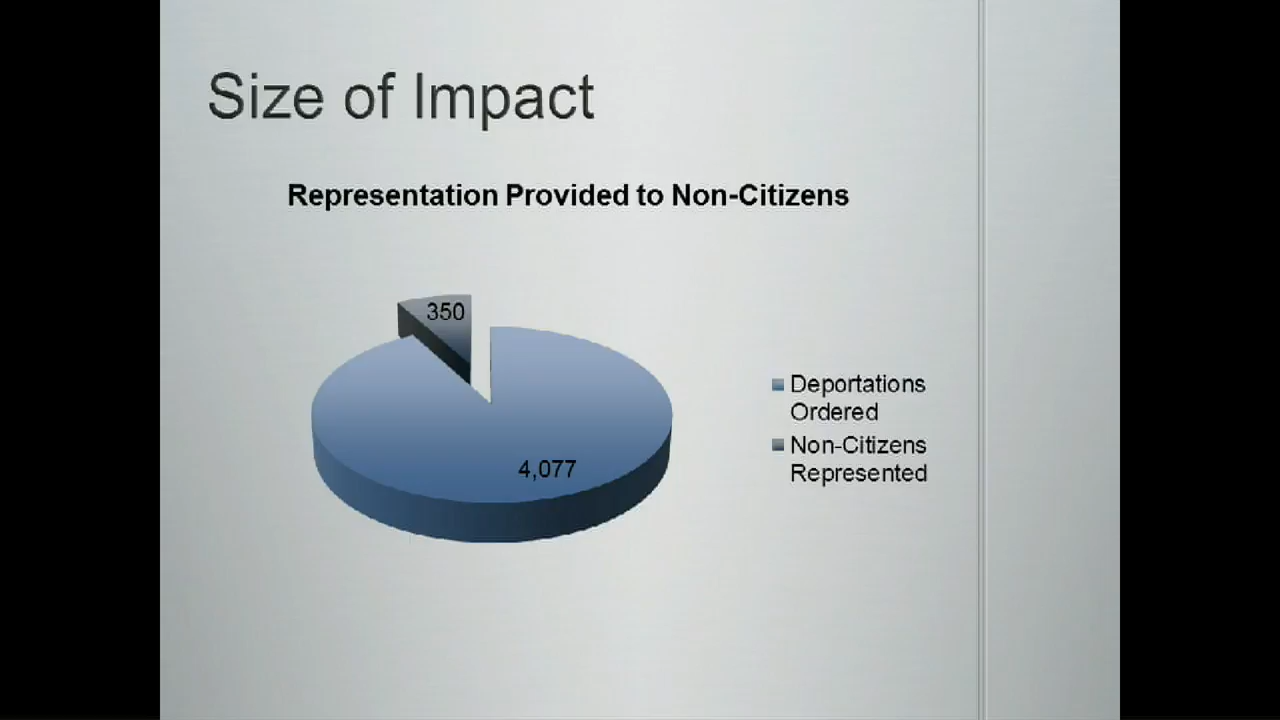 Size of Impact
Representation Provided to Non-Citizens
350
4,077
Deportations
Ordered
Non-Citizens
Represented